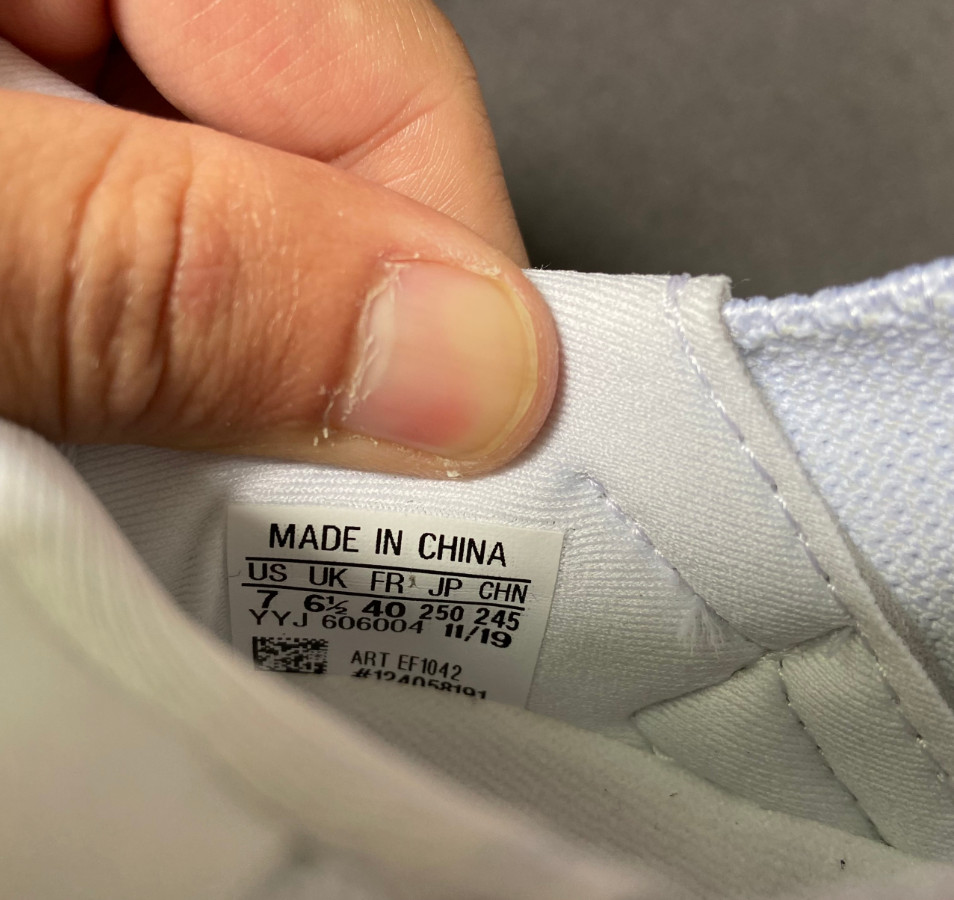 MADE IN CHINA
US UK FR JP CHN
7 6½ 40 250 245
YYJ 606004 11/19
ART EF1042
#124058191